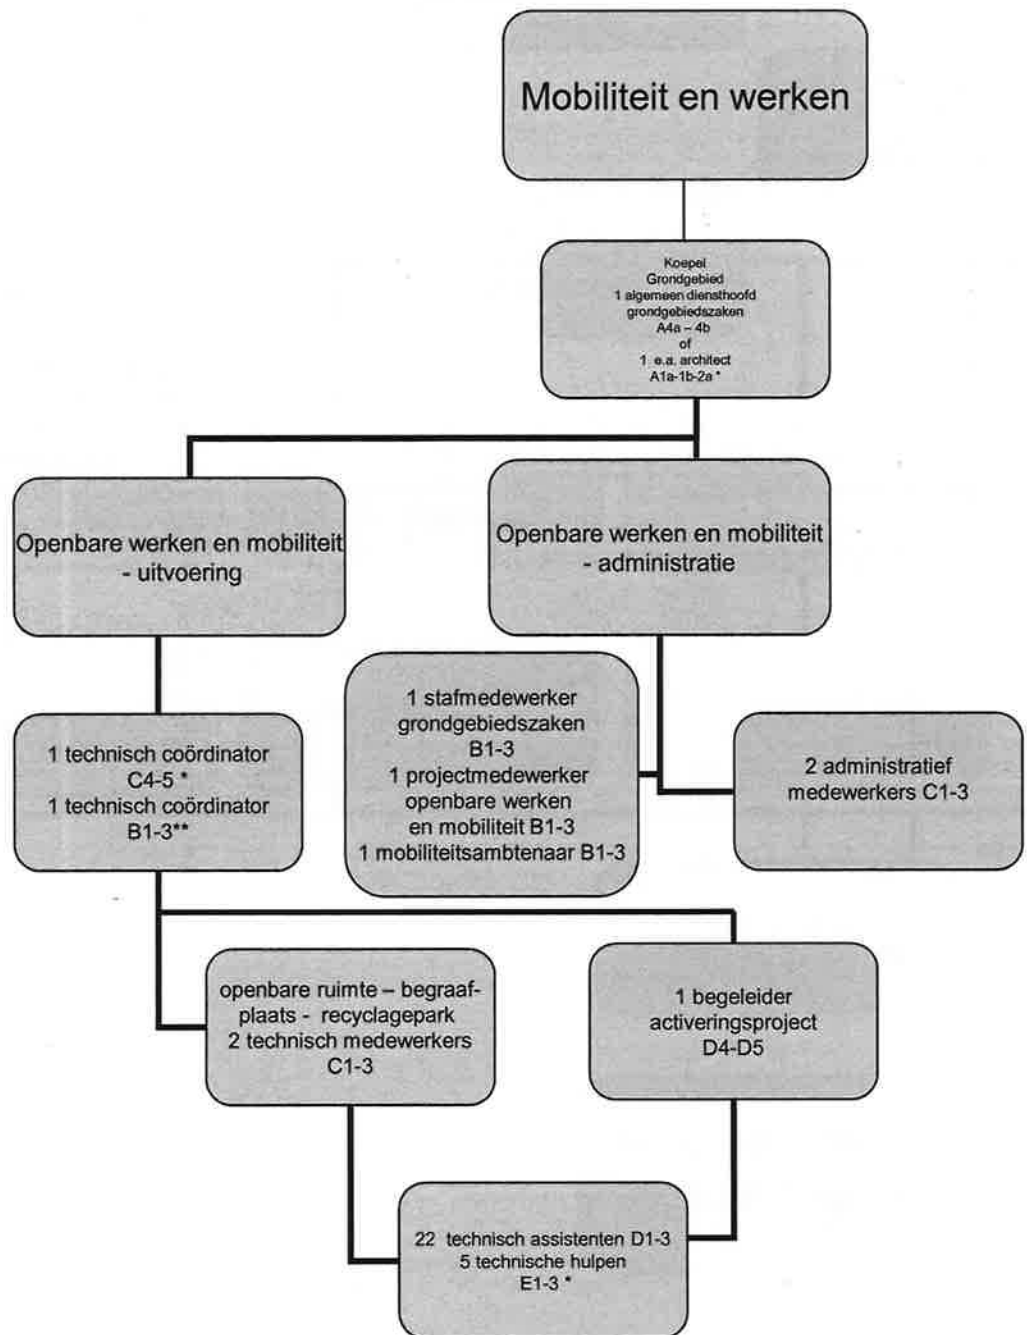 Mobiliteit en werken
Koepel
Grondgebied
1 algemeen diensthoofd
grondgebiedszaken
A4a – 4b
of
1 e.a. architect
A1a-1b-2a *
Openbare werken en mobiliteit
- uitvoering
Openbare werken en mobiliteit
- administratie
1 technisch coördinator
C4-5 *
1 technisch coördinator
B1-3**
1 stafmedewerker
grondgebiedszaken
B1-3
1 projectmedewerker
openbare werken
en mobiliteit B1-3
1 mobiliteitsambtenaar B1-3
2 administratief
medewerkers C1-3
openbare ruimte – begraaf-
plaats - recyclagepark
2 technisch medewerkers
C1-3
1 begeleider
activeringsproject
D4-D5
22 technisch assistenten D1-3
5 technische hulpen
E1-3 *